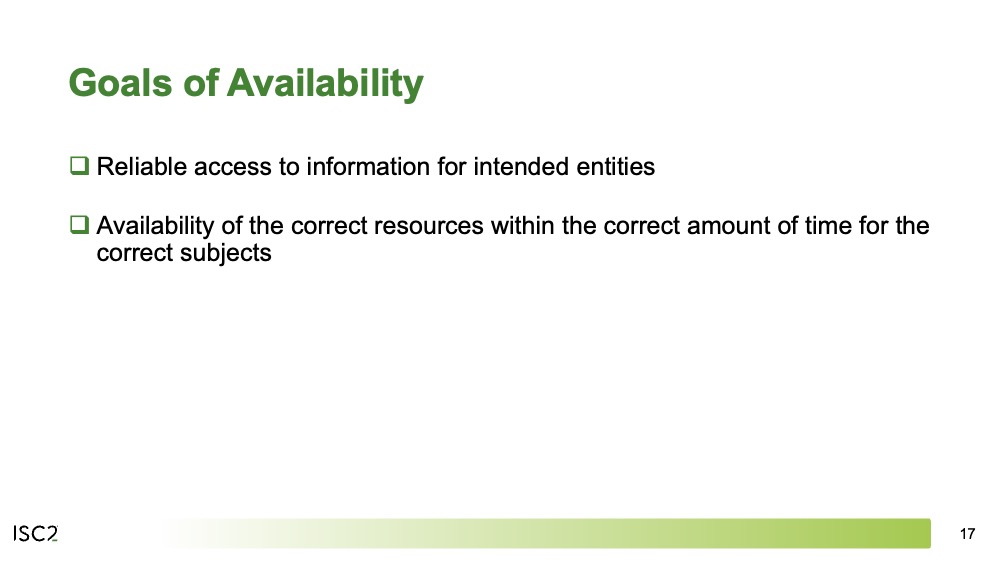 Goals of Availability
❑ Reliable access to information for intended entities
❑ Availability of the correct resources within the correct amount of time for the
correct subjects
ISC2
17